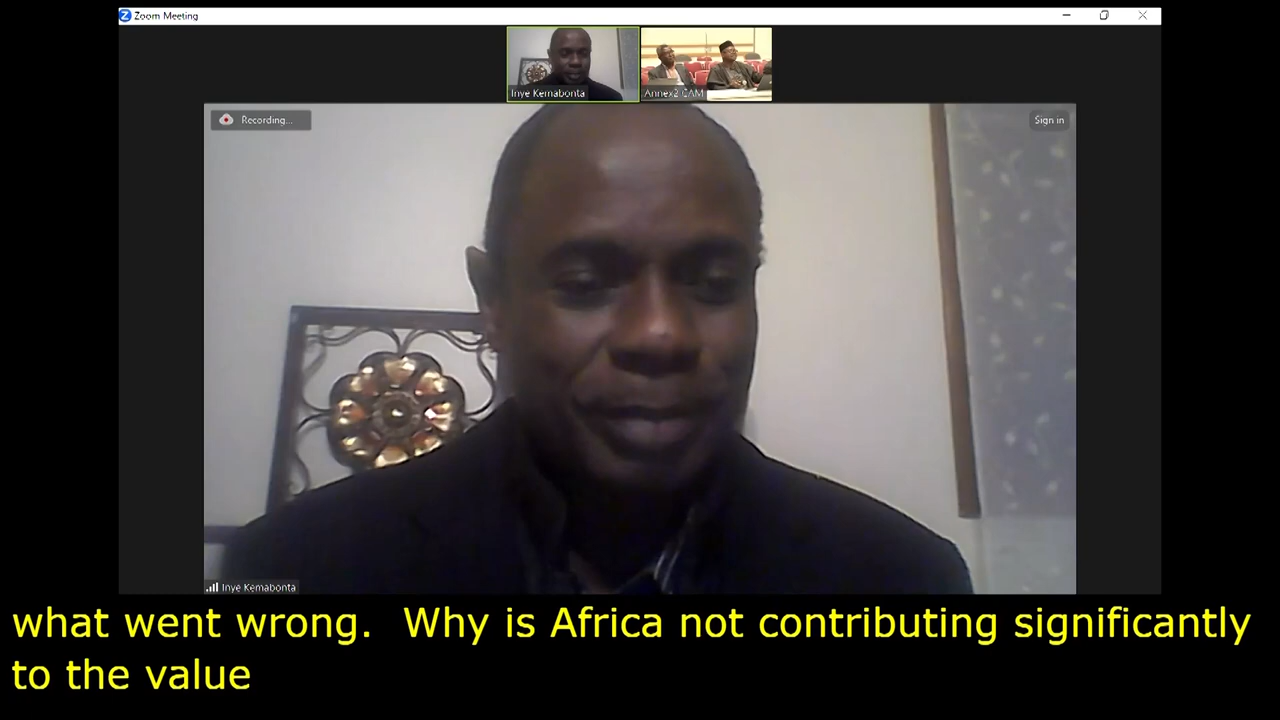 Zoom Meeting
Inye Kemabonta
Annex2 CAM
Recording...
Sign in
Inye Kemabonta
what went wrong.  Why is Africa not contributing significantly
to the value